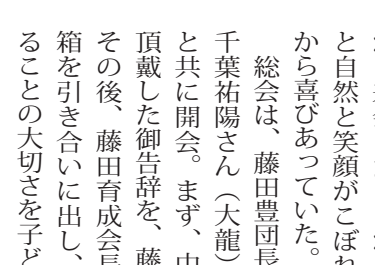 と自然と笑顔がこぼれ
から喜びあっていた。
総会は、藤田豊団長
千葉祐陽さん（大龍）
と共に開会。まず、中
頂戴した御告辞を、藤
その後、藤田育成会長
箱を引き合いに出し、
ることの大切さを子ど